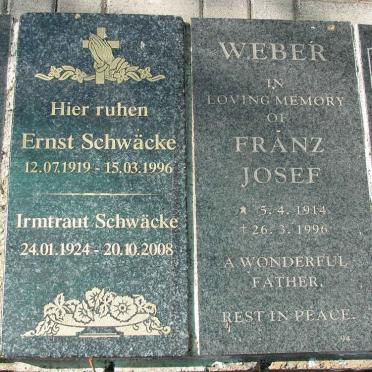 Hier ruhen
Ernst Schwäcke
12.07.1919 - 15.03.1996
Irmtraut Schwäcke
24.01.1924 - 20.10.2008
WEBER
IN
LOVING MEMORY
OF
FRANZ
JOSEF
* 5. 4. 1914
† 26. 3. 1996
A WONDERFUL
FATHER.
REST IN PEACE.
94